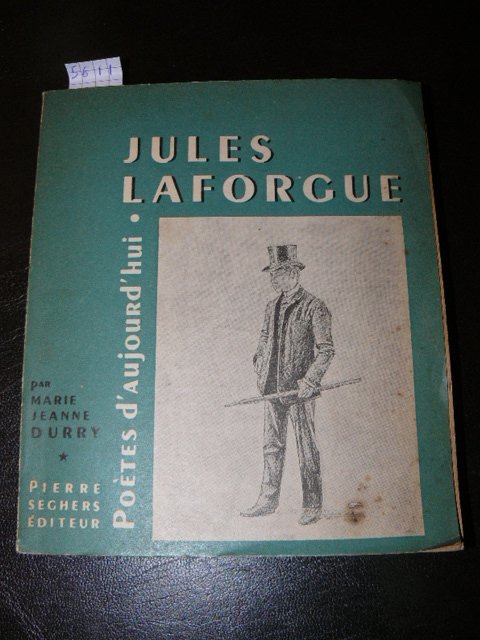 5611
JULES
LAFORGUE
POÈTES d'AUJOURD'HUI •
PAR
MARIE
JEANNE
DURRY
★
PIERRE
SEGHERS
ÉDITEUR